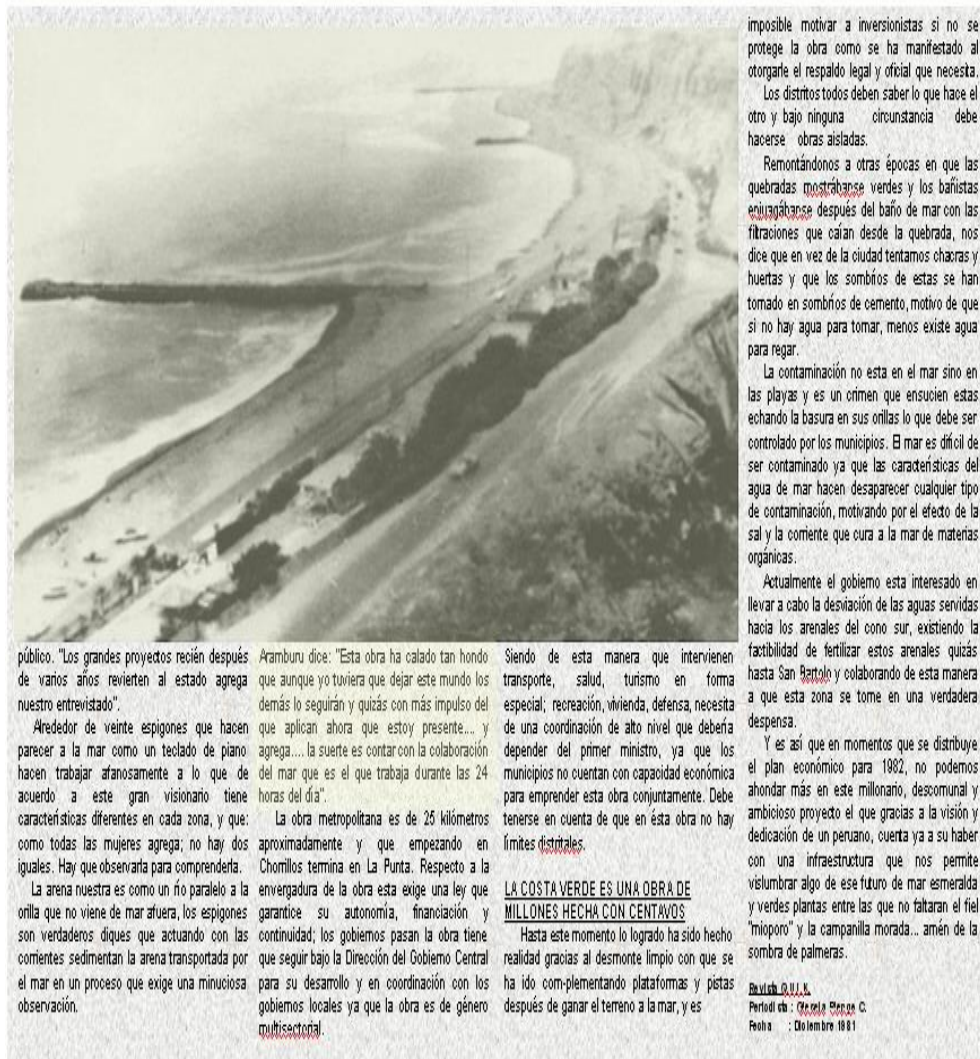 público. "Los grandes proyectos recién después
de varios años revierten al estado agrega
nuestro entrevistado".
Alrededor de veinte espigones que hacen
parecer a la mar como un teclado de piano
hacen trabajar afanosamente a lo que de
acuerdo a este gran visionario tiene
características diferentes en cada zona, y que:
como todas las mujeres agrega; no hay dos
iguales. Hay que observarla para comprenderla.
La arena nuestra es como un río paralelo a la
orilla que no viene de mar afuera, los espigones
son verdaderos diques que actuando con las
corrientes sedimentan la arena transportada por
el mar en un proceso que exige una minuciosa
observación.
Aramburu dice: "Esta obra ha calado tan hondo
que aunque yo tuviera que dejar este mundo los
demás lo seguirán y quizás con más impulso del
que aplican ahora que estoy presente.... y
agrega.... la suerte es contar con la colaboración
del mar que es el que trabaja durante las 24
horas del día".
La obra metropolitana es de 25 kilómetros
aproximadamente y que empezando en
Chorrillos termina en La Punta. Respecto a la
envergadura de la obra esta exige una ley que
garantice su autonomía, financiación y
continuidad; los gobiernos pasan la obra tiene
que seguir bajo la Dirección del Gobierno Central
para su desarrollo y en coordinación con los
gobiernos locales ya que la obra es de género
multisectorial.
Siendo de esta manera que intervienen
transporte, salud, turismo en forma
especial; recreación, vivienda, defensa, necesita
de una coordinación de alto nivel que debería
depender del primer ministro, ya que los
municipios no cuentan con capacidad económica
para emprender esta obra conjuntamente. Debe
tenerse en cuenta de que en ésta obra no hay
límites distritales.
LA COSTA VERDE ES UNA OBRA DE
MILLONES HECHA CON CENTAVOS
Hasta este momento lo logrado ha sido hecho
realidad gracias al desmonte limpio con que se
ha ido com-plementando plataformas y pistas
después de ganar el terreno a la mar, y es
imposible motivar a inversionistas si no se
protege la obra como se ha manifestado al
otorgarle el respaldo legal y oficial que necesita.
Los distritos todos deben saber lo que hace el
otro y bajo ninguna circunstancia debe
hacerse obras aisladas.
Remontándonos a otras épocas en que las
quebradas mostrábanse verdes y los bañistas
enjuagábanse después del baño de mar con las
filtraciones que caían desde la quebrada, nos
dice que en vez de la ciudad teníamos chacras y
huertas y que los sombríos de estas se han
tornado en sombríos de cemento, motivo de que
si no hay agua para tomar, menos existe agua
para regar.
La contaminación no esta en el mar sino en
las playas y es un crimen que ensucien estas
echando la basura en sus orillas lo que debe ser
controlado por los municipios. El mar es difícil de
ser contaminado ya que las características del
agua de mar hacen desaparecer cualquier tipo
de contaminación, motivando por el efecto de la
sal y la corriente que cura a la mar de materias
orgánicas.
Actualmente el gobierno esta interesado en
llevar a cabo la desviación de las aguas servidas
hacia los arenales del cono sur, existiendo la
factibilidad de fertilizar estos arenales quizás
hasta San Bartolo y colaborando de esta manera
a que esta zona se torne en una verdadera
despensa.
Y es así que en momentos que se distribuye
el plan económico para 1982, no podemos
ahondar más en este millonario, descomunal y
ambicioso proyecto el que gracias a la visión y
dedicación de un peruano, cuenta ya a su haber
con una infraestructura que nos permite
vislumbrar algo de ese futuro de mar esmeralda
y verdes plantas entre las que no faltaran el fiel
"mioporo" y la campanilla morada... amén de la
sombra de palmeras.
Revista
Periodista : C.
Fecha : Diciembre 1981